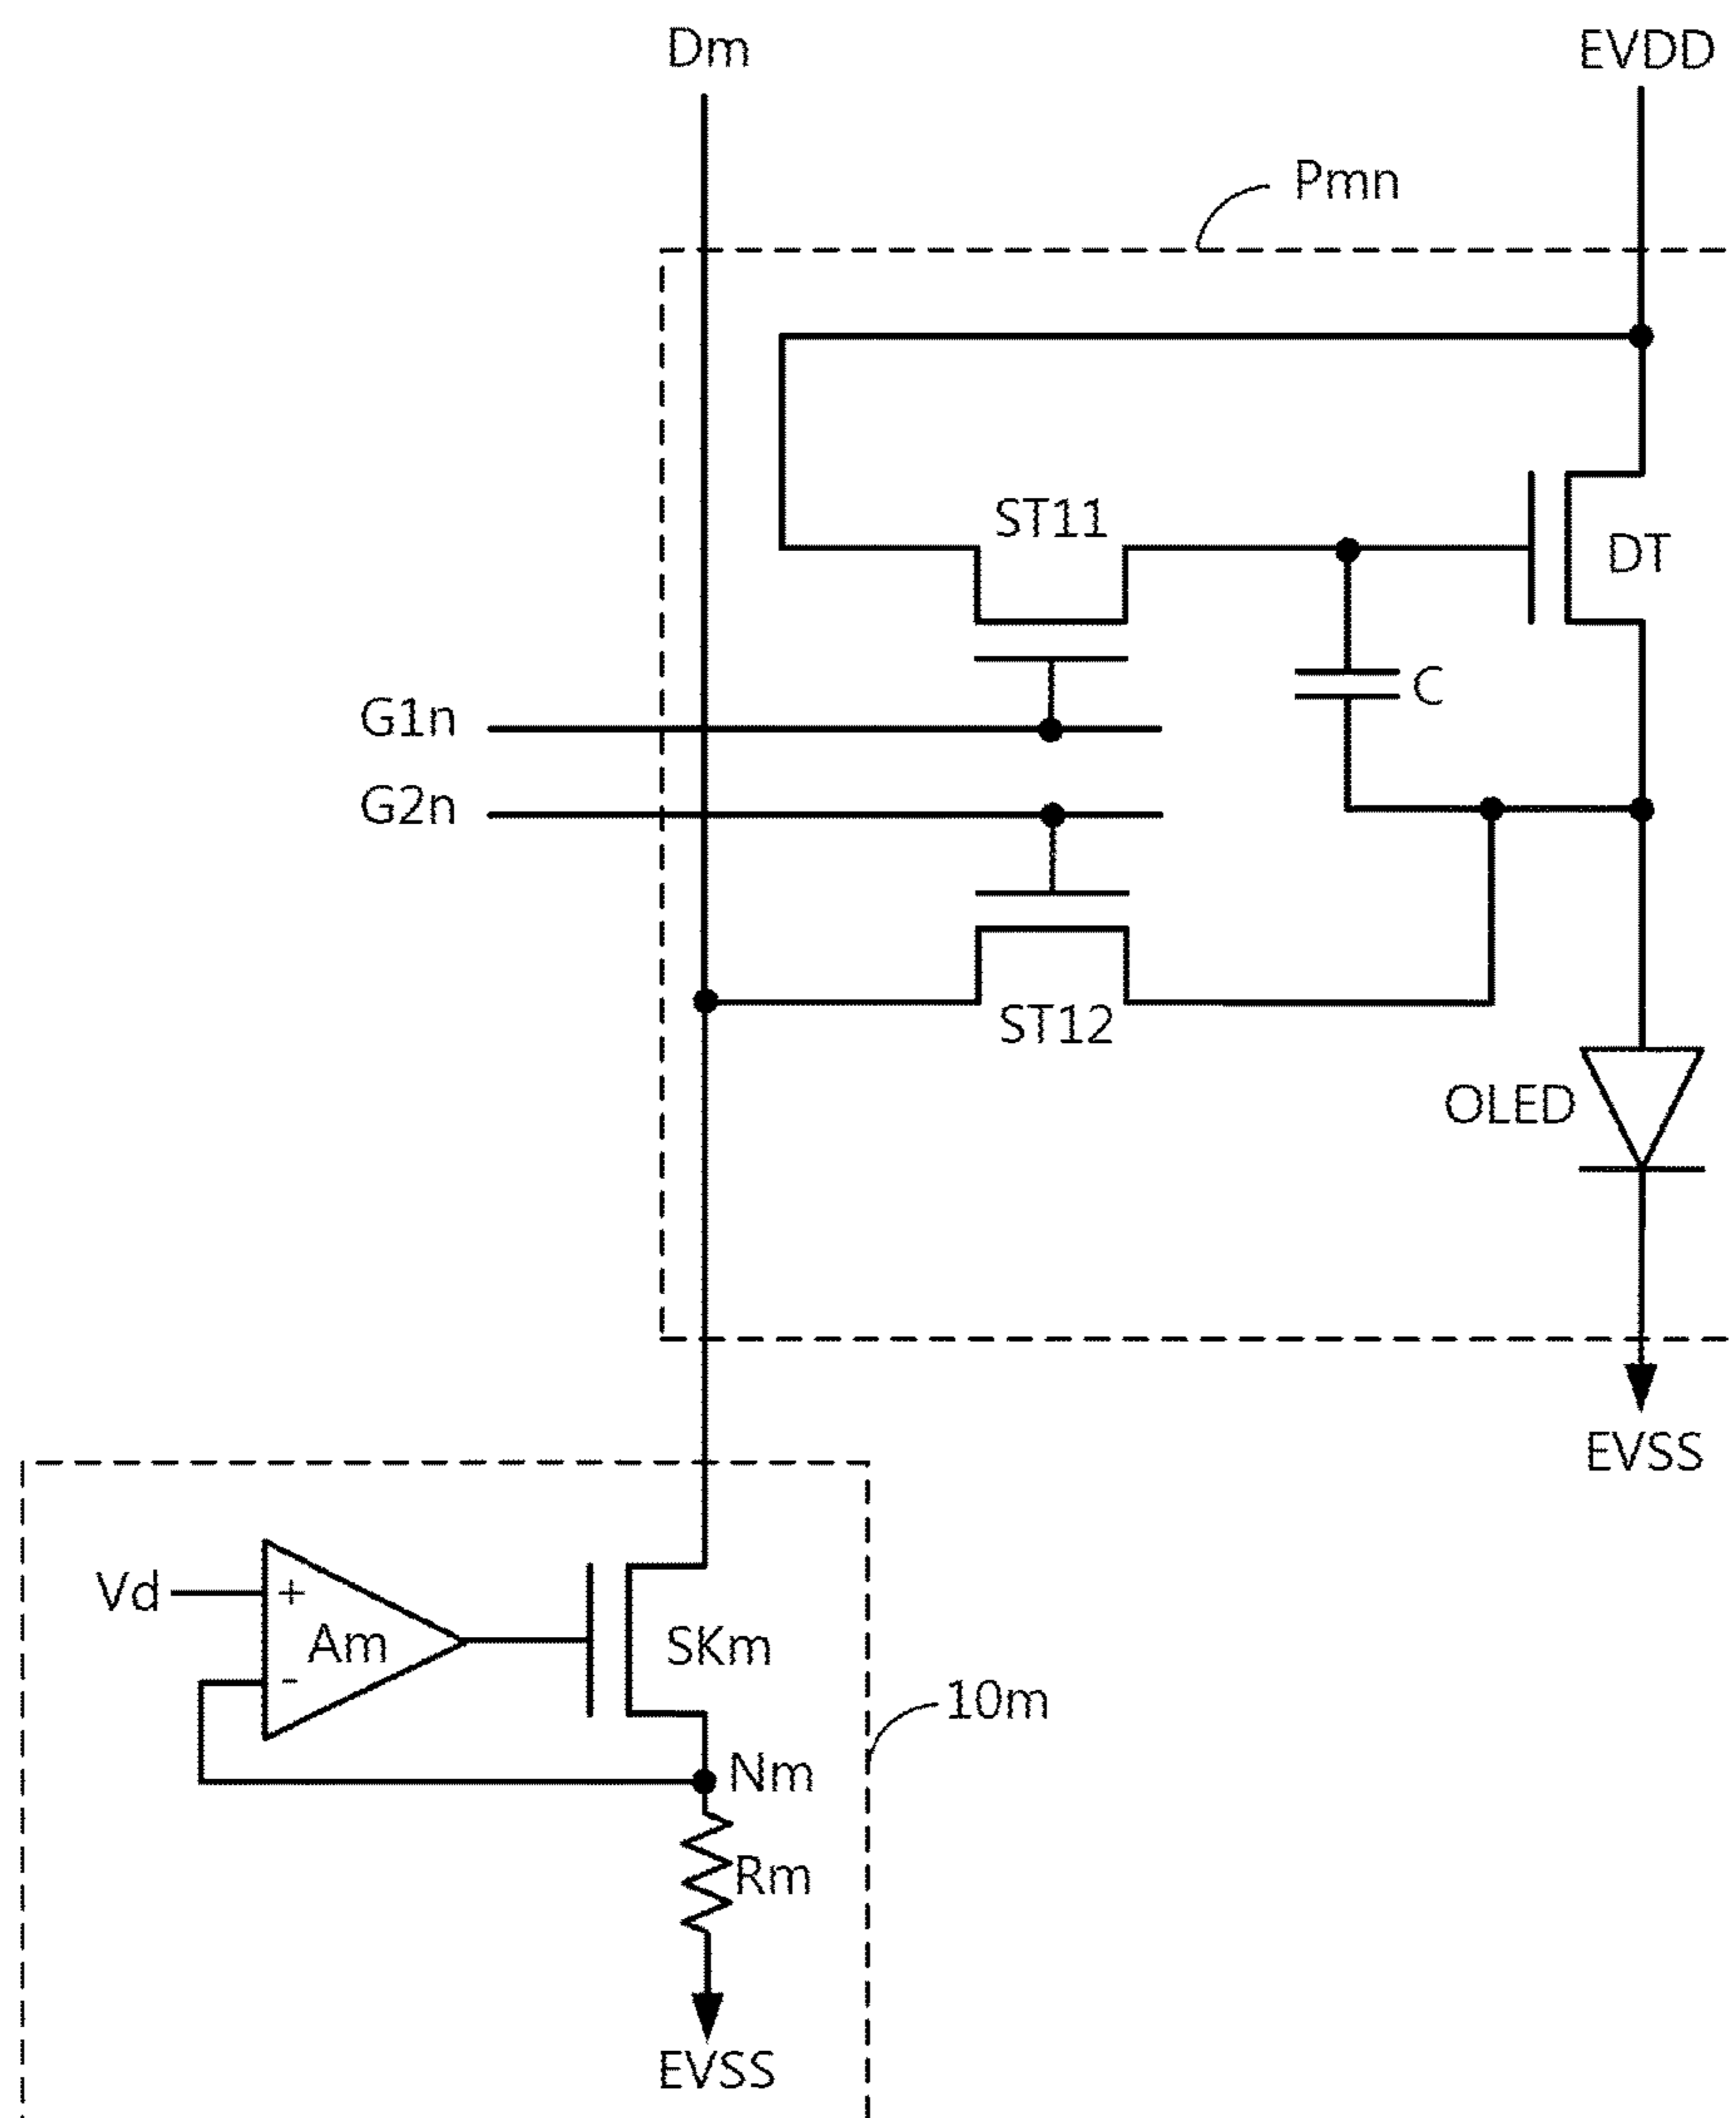 Dm
EVDD
Pmn
ST11
DT
C
G1n
G2n
ST12
OLED
EVSS
Vd
+
Am
-
SKm
10m
Nm
Rm
EVSS